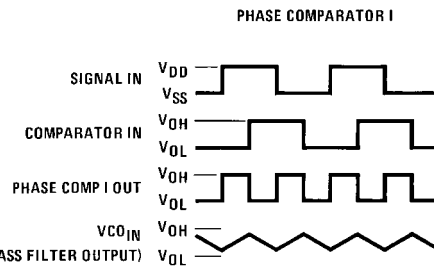 PHASE COMPARATOR I
SIGNAL IN VDD
VSS
COMPARATOR IN VOH
VOL
PHASE COMP I OUT VOH
VOL
VCOIN VOH
ASS FILTER OUTPUT) VOL